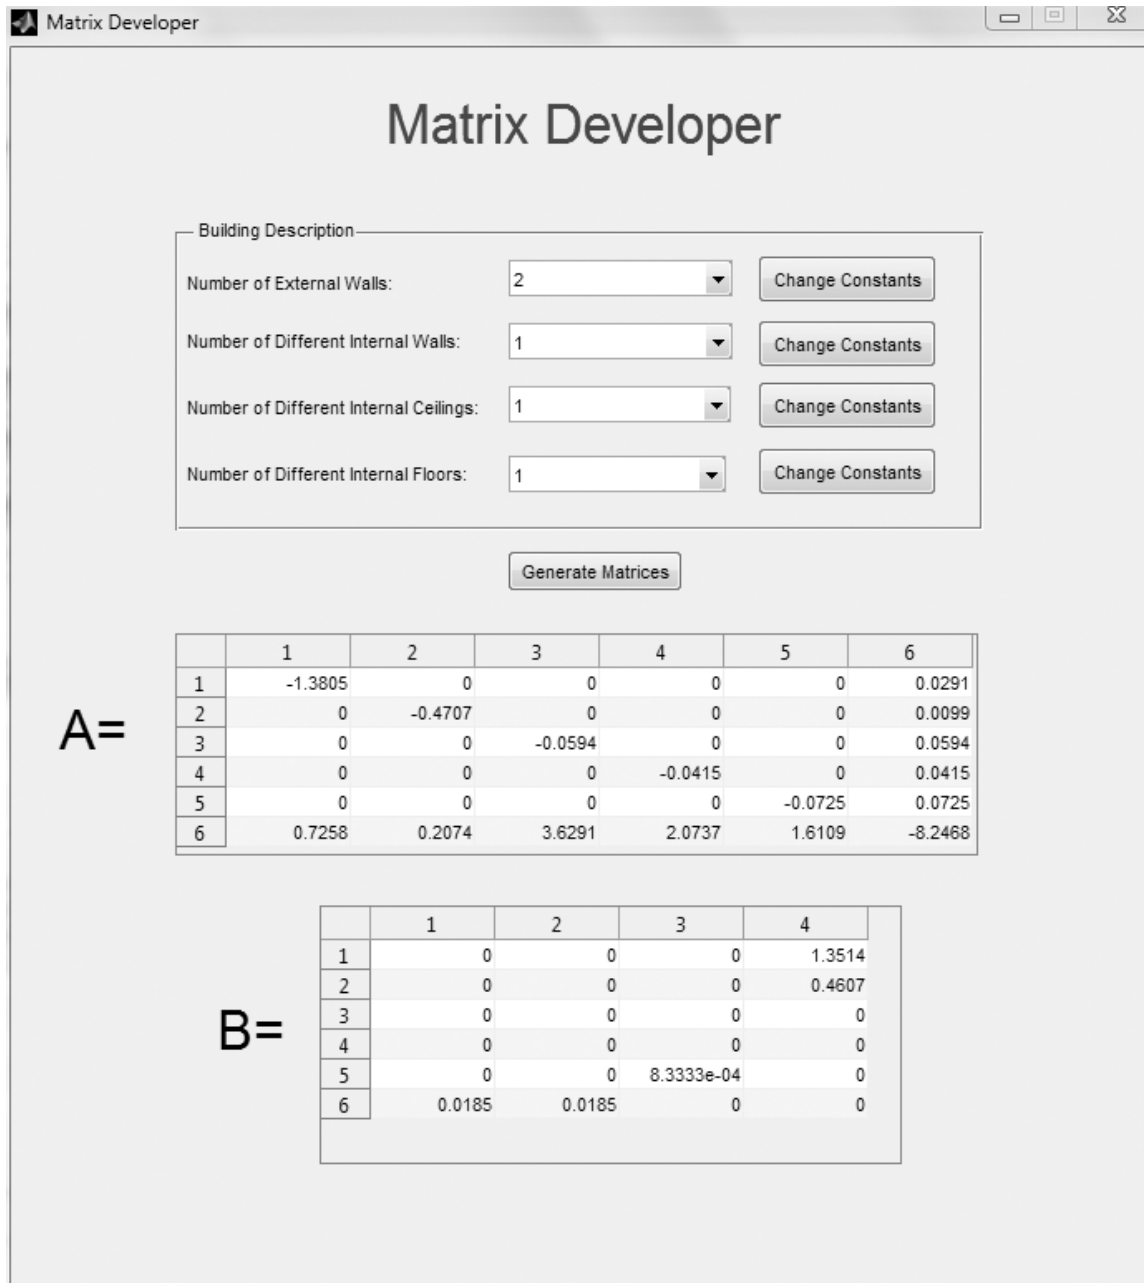 Matrix Developer
Matrix Developer
Building Description
Number of External Walls: 2 Change Constants
Number of Different Internal Walls: 1 Change Constants
Number of Different Internal Ceilings: 1 Change Constants
Number of Different Internal Floors: 1 Change Constants
Generate Matrices
A=
1 2 3 4 5 6
1 -1.3805 0 0 0 0 0.0291
2 0 -0.4707 0 0 0 0.0099
3 0 0 -0.0594 0 0 0.0594
4 0 0 0 -0.0415 0 0.0415
5 0 0 0 0 -0.0725 0.0725
6 0.7258 0.2074 3.6291 2.0737 1.6109 -8.2468
B=
1 2 3 4
1 0 0 0 1.3514
2 0 0 0 0.4607
3 0 0 0 0
4 0 0 0 0
5 0 0 8.3333e-04 0
6 0.0185 0.0185 0 0